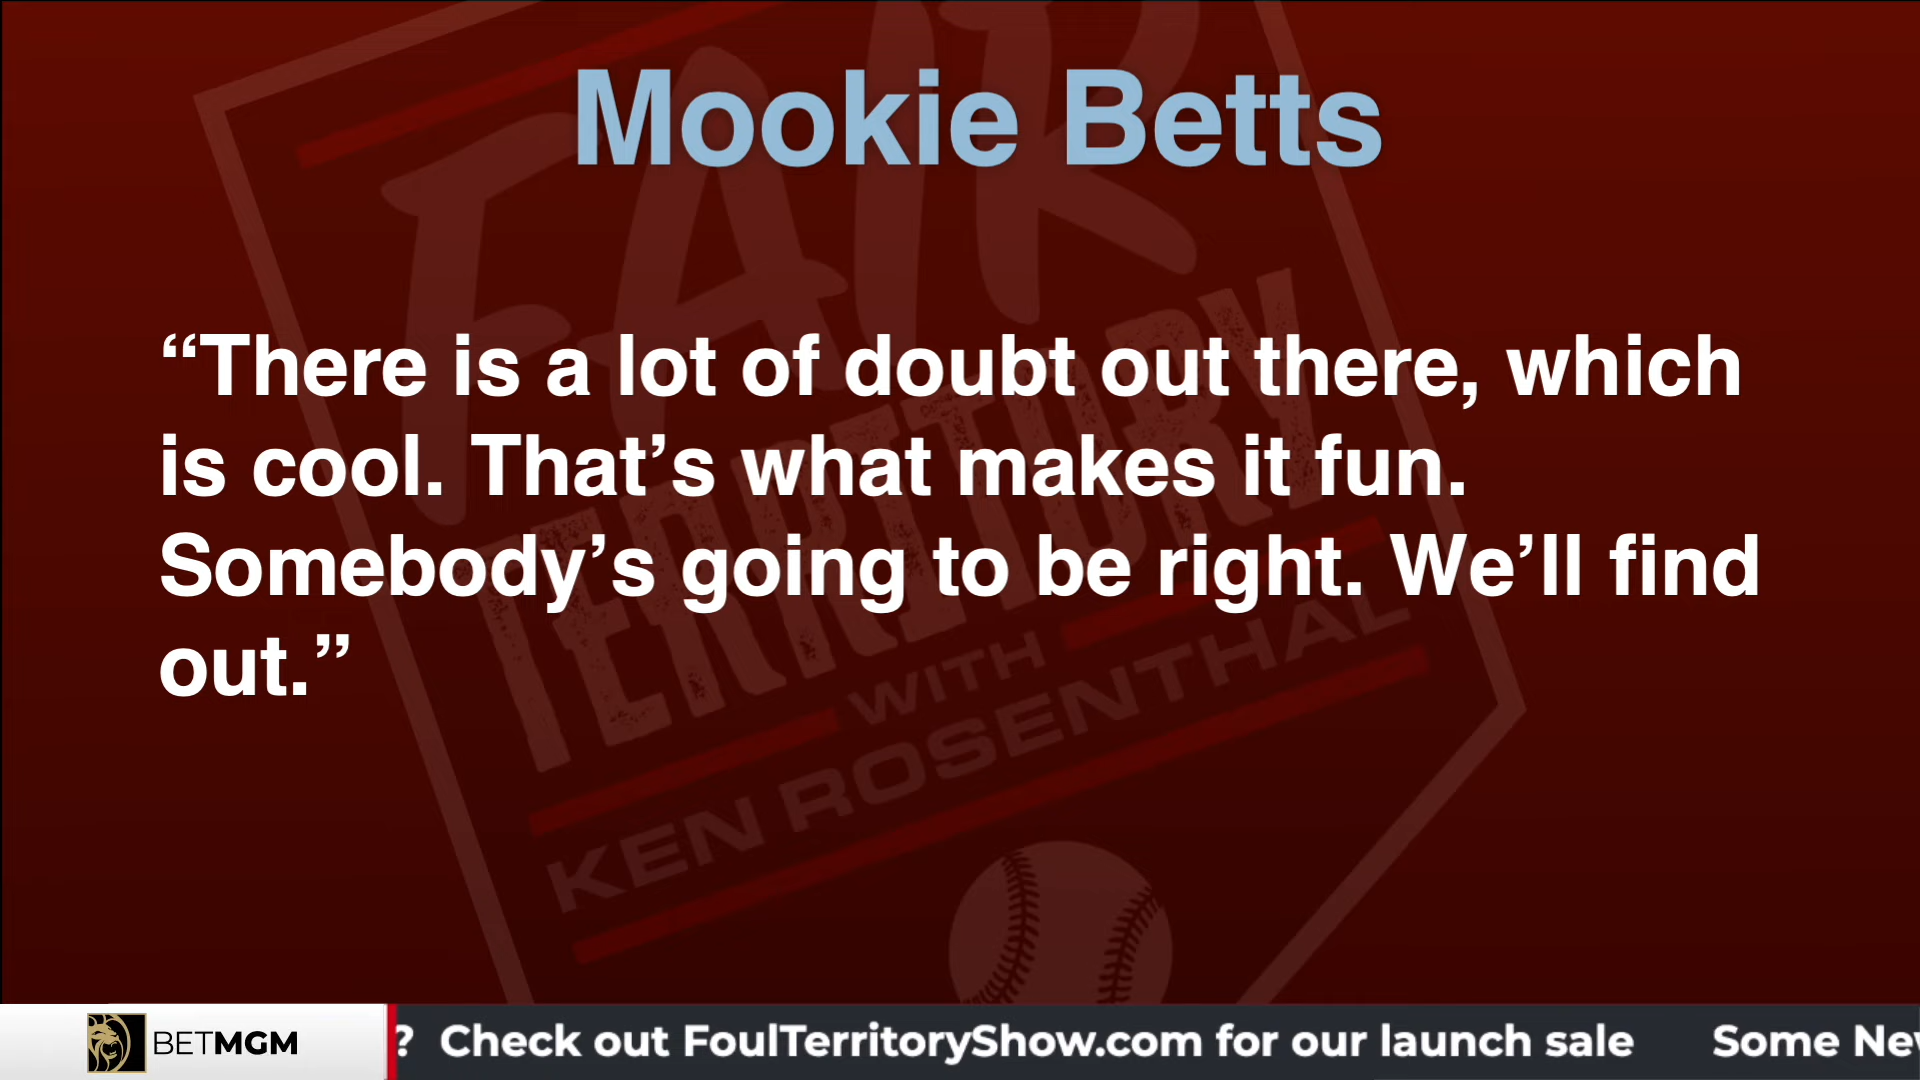 Mookie Betts
“There is a lot of doubt out there, which
is cool. That’s what makes it fun.
Somebody’s going to be right. We’ll find
out.”
FAIR
TERRITORY
WITH
KEN ROSENTHAL
BETMGM
? Check out FoulTerritoryShow.com for our launch sale Some Ne